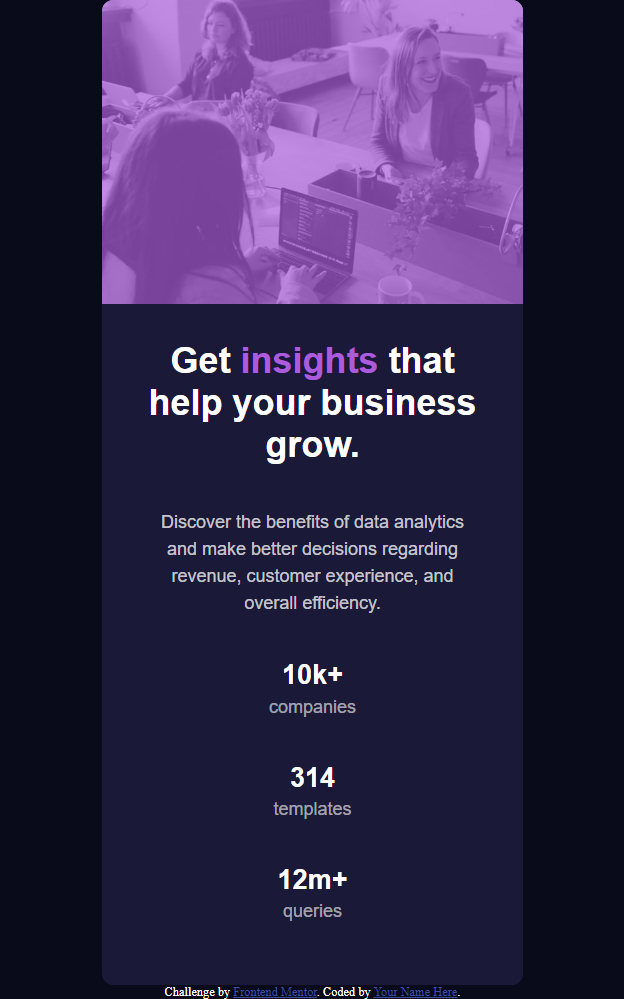 Get insights that
help your business
grow.
Discover the benefits of data analytics
and make better decisions regarding
revenue, customer experience, and
overall efficiency.
10k+
companies
314
templates
12m+
queries
Challenge by Frontend Mentor. Coded by Your Name Here.